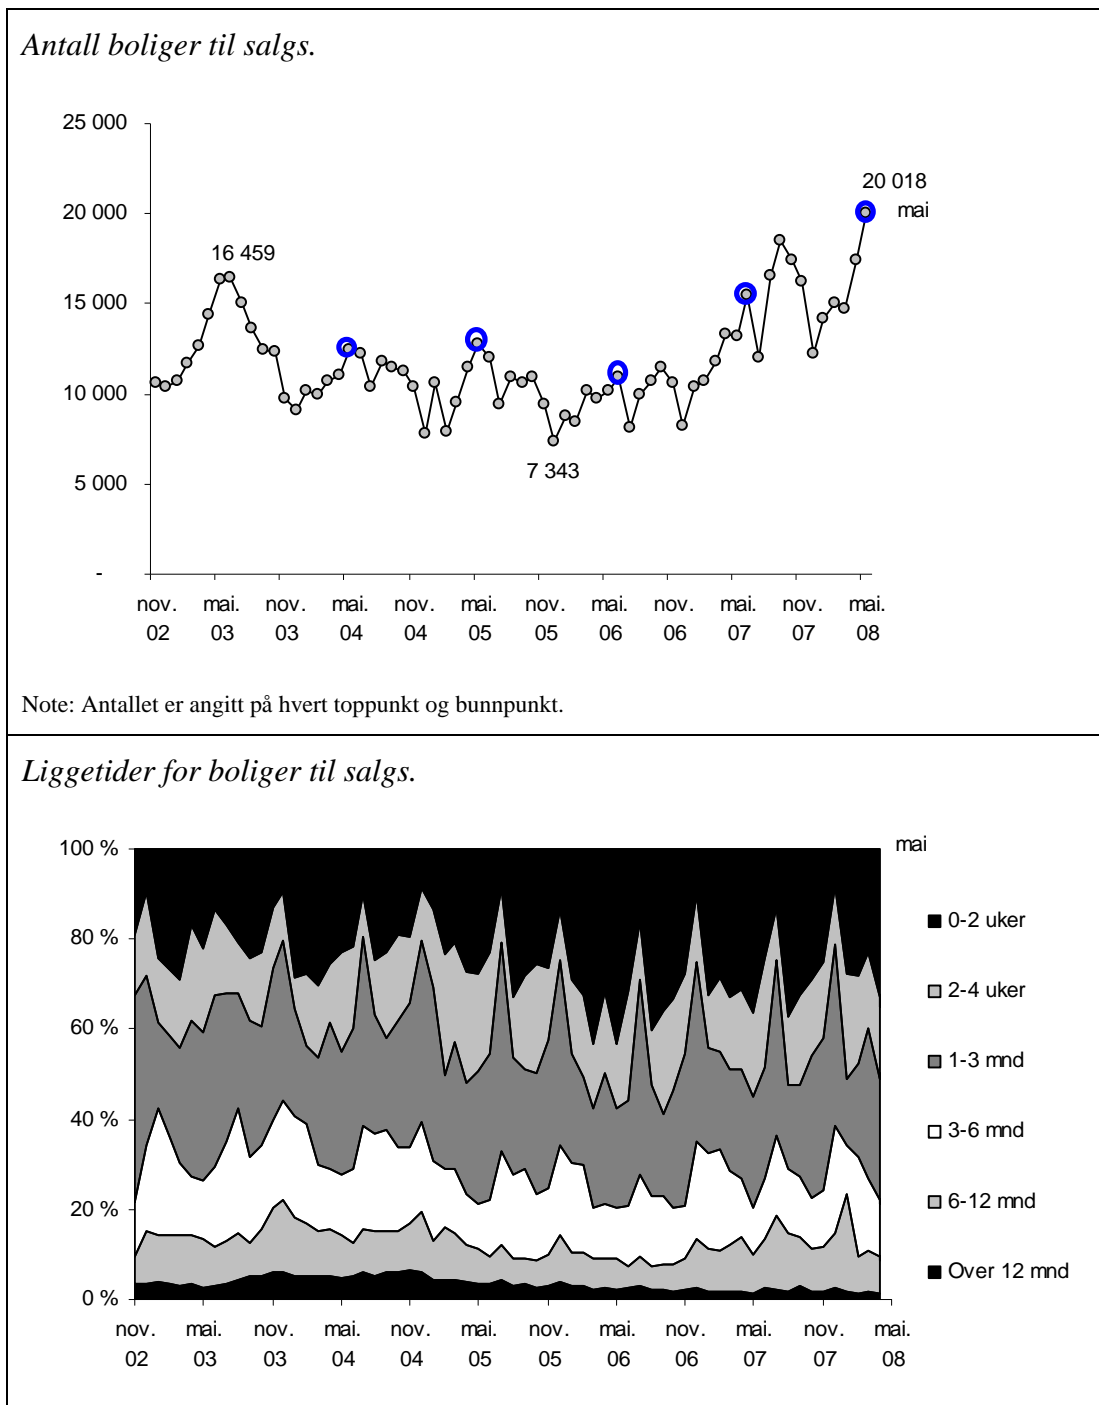 Antall boliger til salgs.
25 000
20 000
15 000
10 000
5 000
-
16 459
7 343
20 018
mai
nov. mai. nov. mai. nov. mai. nov. mai. nov. mai. nov. mai.
02 03 03 04 04 05 05 06 06 07 07 08
Note: Antallet er angitt på hvert toppunkt og bunnpunkt.
Liggetider for boliger til salgs.
100 %
80 %
60 %
40 %
20 %
0 %
mai
0-2 uker
2-4 uker
1-3 mnd
3-6 mnd
6-12 mnd
Over 12 mnd
nov. mai. nov. mai. nov. mai. nov. mai. nov. mai. nov. mai.
02 03 03 04 04 05 05 06 06 07 07 08